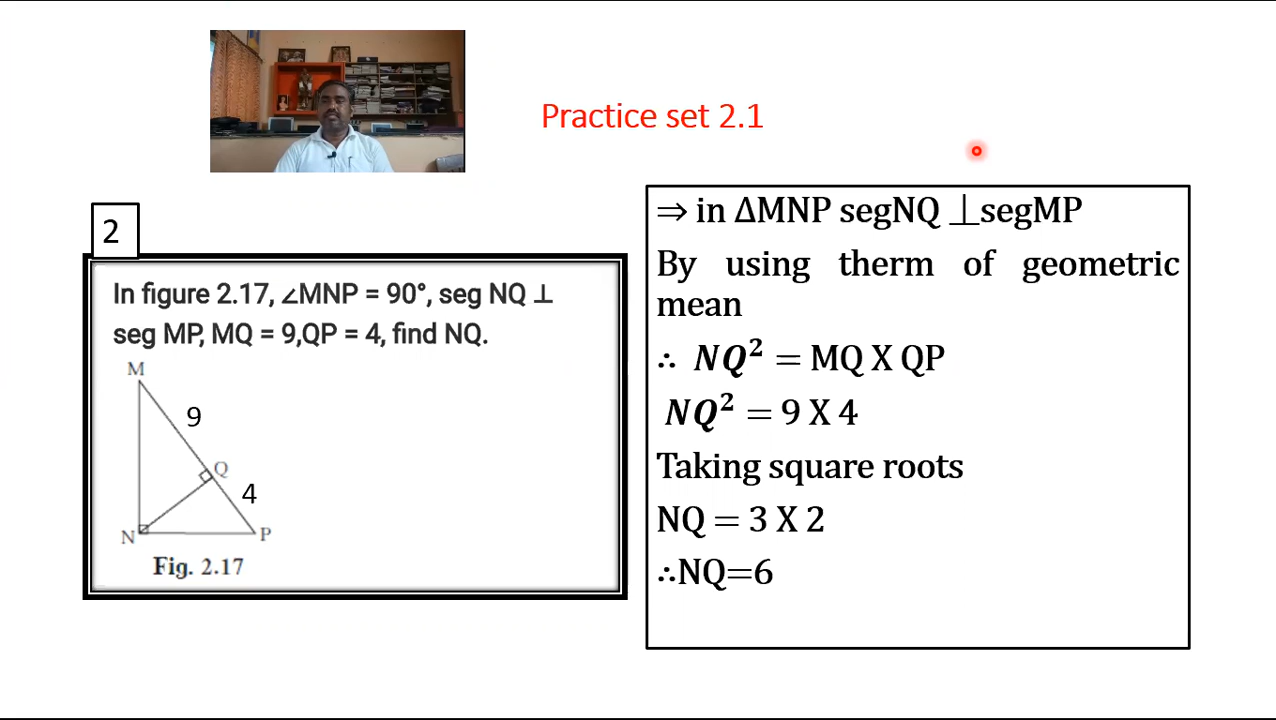 Practice set 2.1
2
In figure 2.17, ∠MNP = 90°, seg NQ ⊥
seg MP, MQ = 9,QP = 4, find NQ.
M
9
Q
4
N
P
Fig. 2.17
⇒ in ΔMNP segNQ ⊥segMP
By using therm of geometric
mean
∴ NQ² = MQ X QP
NQ² = 9 X 4
Taking square roots
NQ = 3 X 2
∴NQ=6